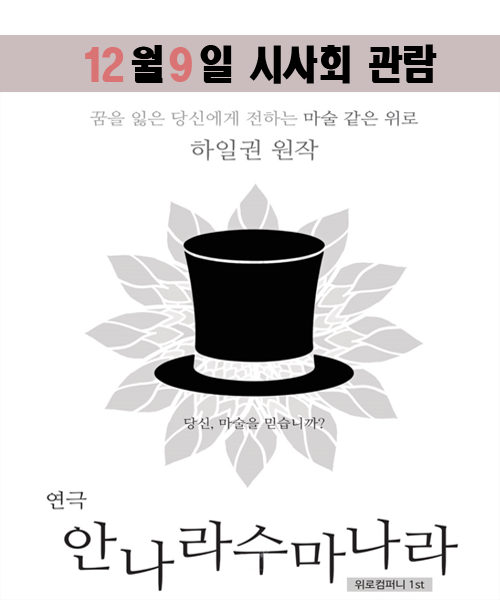 12월9일 시사회 관람
꿈을 잃은 당신에게 전하는 마술 같은 위로
하일권 원작
당신, 마술을 믿습니까?
연극
안나라수마나라
위로컴퍼니 1st